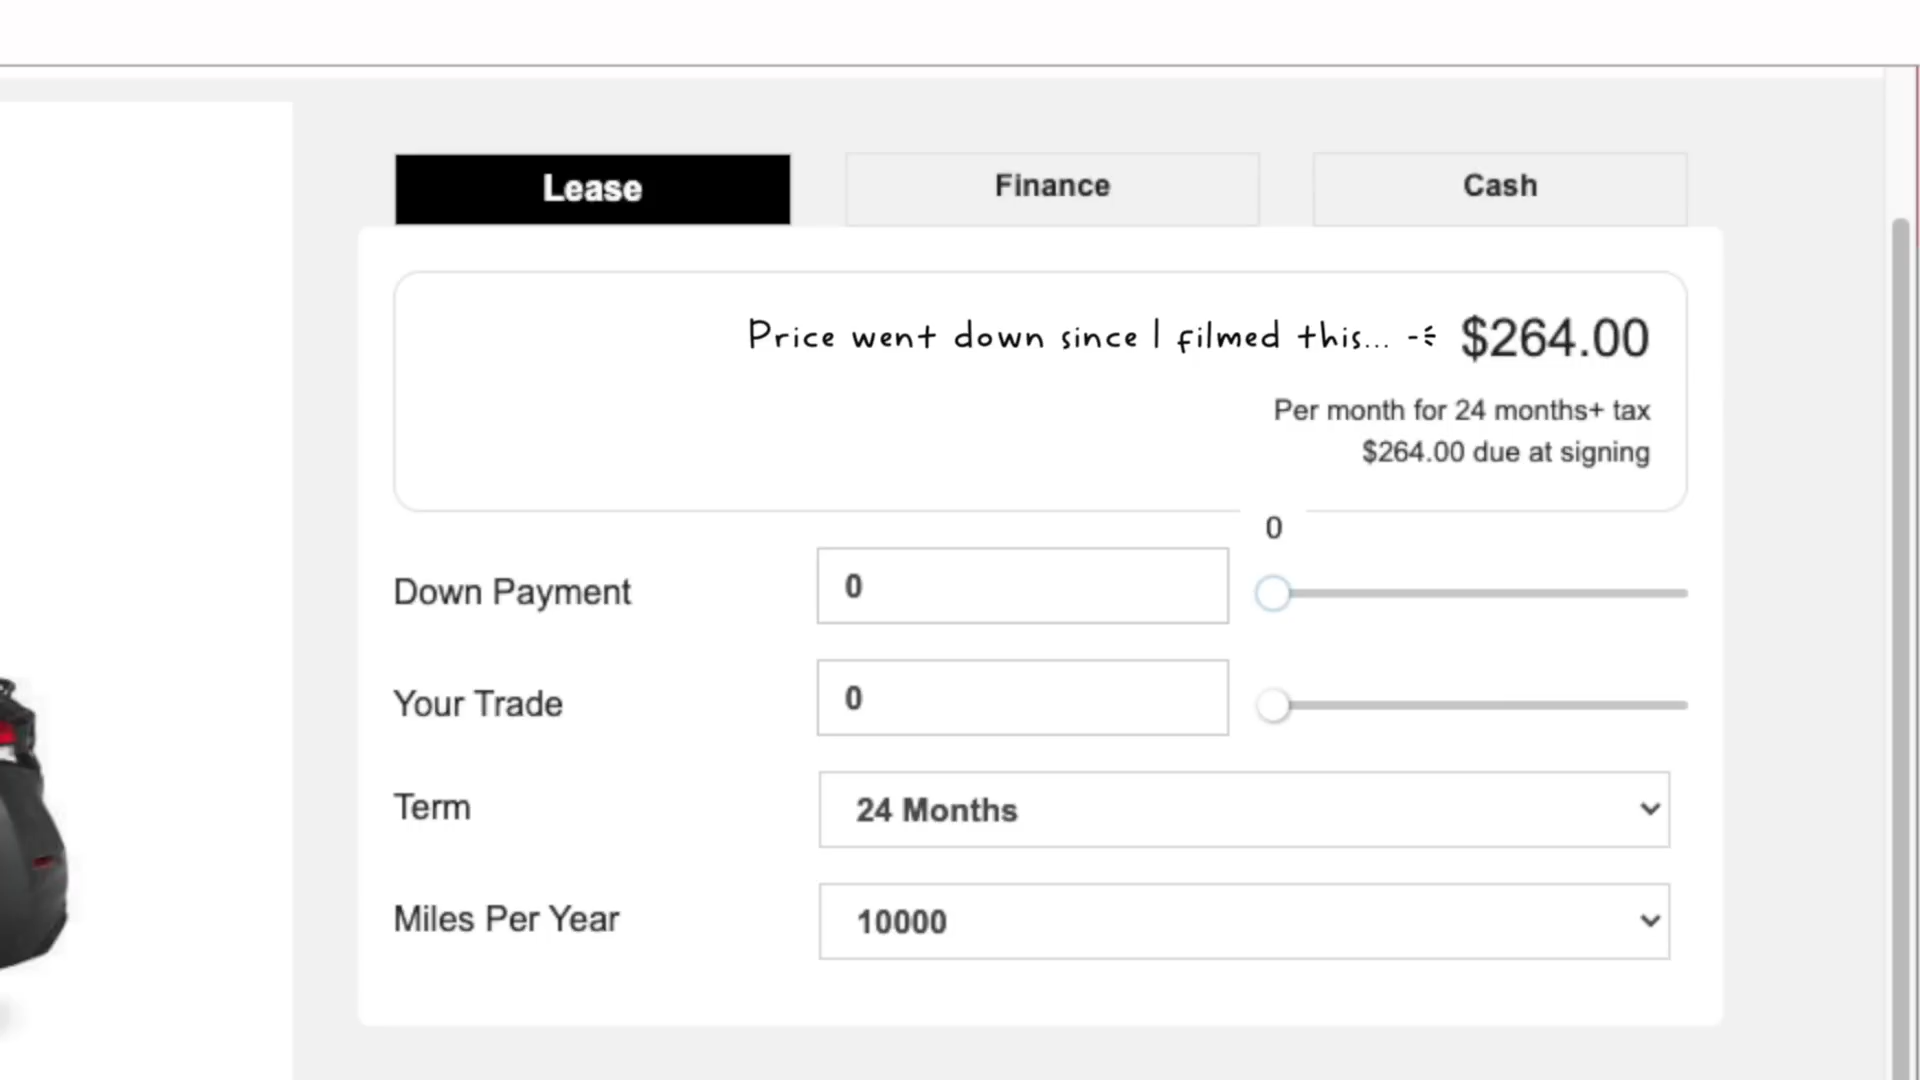 Lease
Finance
Cash
Price went down since I filmed this... $264.00
Per month for 24 months+ tax
$264.00 due at signing
0
Down Payment
0
Your Trade
0
Term
24 Months
Miles Per Year
10000